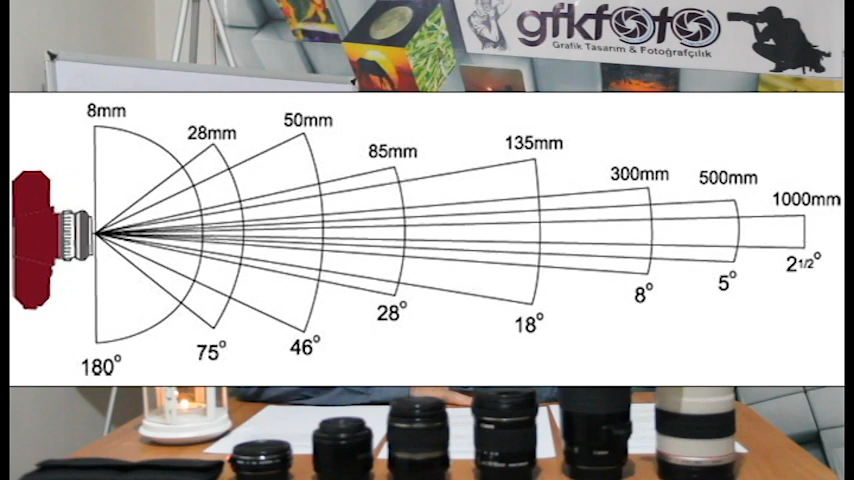 gfkfoto
Grafik Tasarım & Fotoğrafçılık
8mm
28mm
50mm
85mm
135mm
300mm
500mm
1000mm
180°
75°
46°
28°
18°
8°
5°
2 1/2°